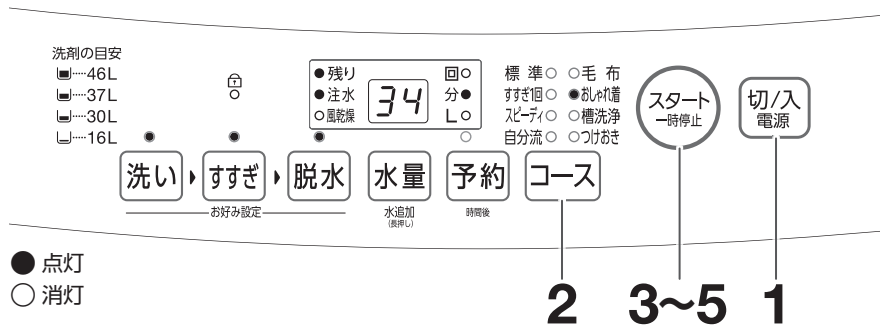 洗剤の目安
46L
37L
30L
16L
残り
注水
風乾燥
34
回
分
L
標準 毛布
すすぎ1回 おしゃれ着
スピーディ 槽洗浄
自分流 つけおき
スタート
一時停止
切/入
電源
洗い すすぎ 脱水 水量 予約 コース
お好み設定 水追加 時間後
(長押し)
点灯
消灯
2 3~5 1